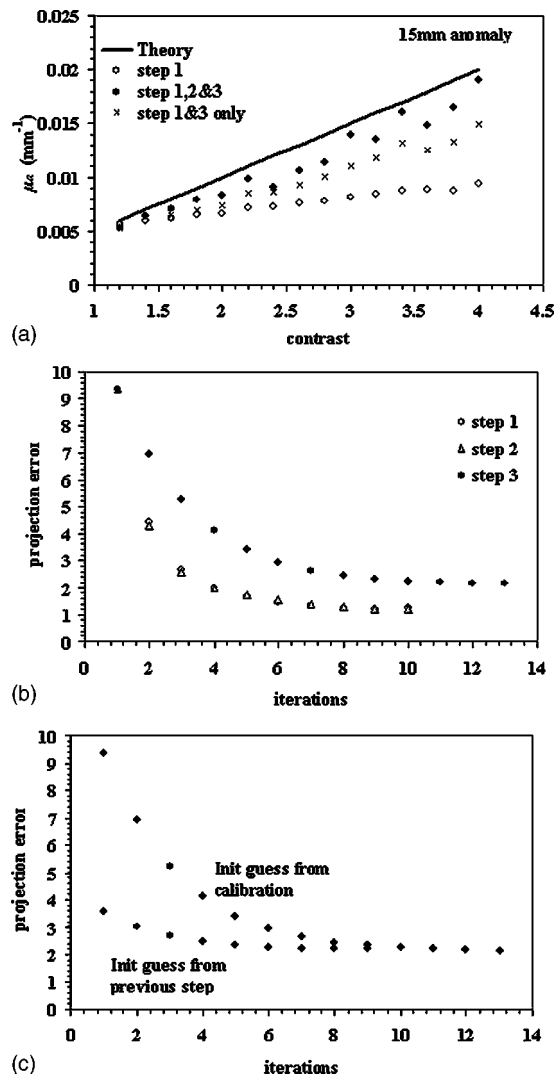 15mm anomaly
Theory
step 1
step 1,2&3
step 1&3 only
0.025
0.02
0.015
0.01
0.005
0
μa (mm-1)
1 1.5 2 2.5 3 3.5 4 4.5
contrast
(a)
10
9
8
7
6
5
4
3
2
1
0
projection error
step 1
step 2
step 3
0 2 4 6 8 10 12 14
iterations
(b)
10
9
8
7
6
5
4
3
2
1
0
projection error
Init guess from
calibration
Init guess from
previous step
0 2 4 6 8 10 12 14
iterations
(c)